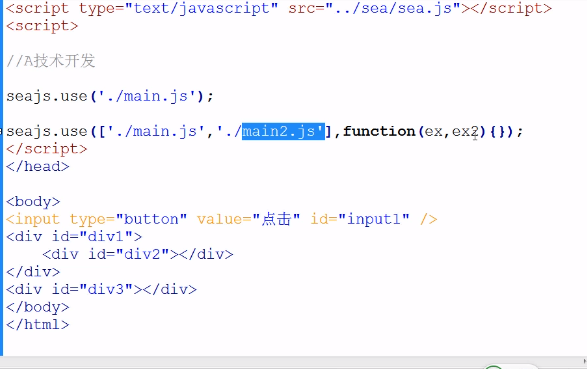 <script type="text/javascript" src="../sea/sea.js"></script>
<script>
//A技术开发
seajs.use('./main.js');
seajs.use(['./main.js','./main2.js'],function(ex,ex2){});
</script>
</head>
<body>
<input type="button" value="点击" id="input1" />
<div id="div1">
    <div id="div2"></div>
</div>
<div id="div3"></div>
</body>
</html>